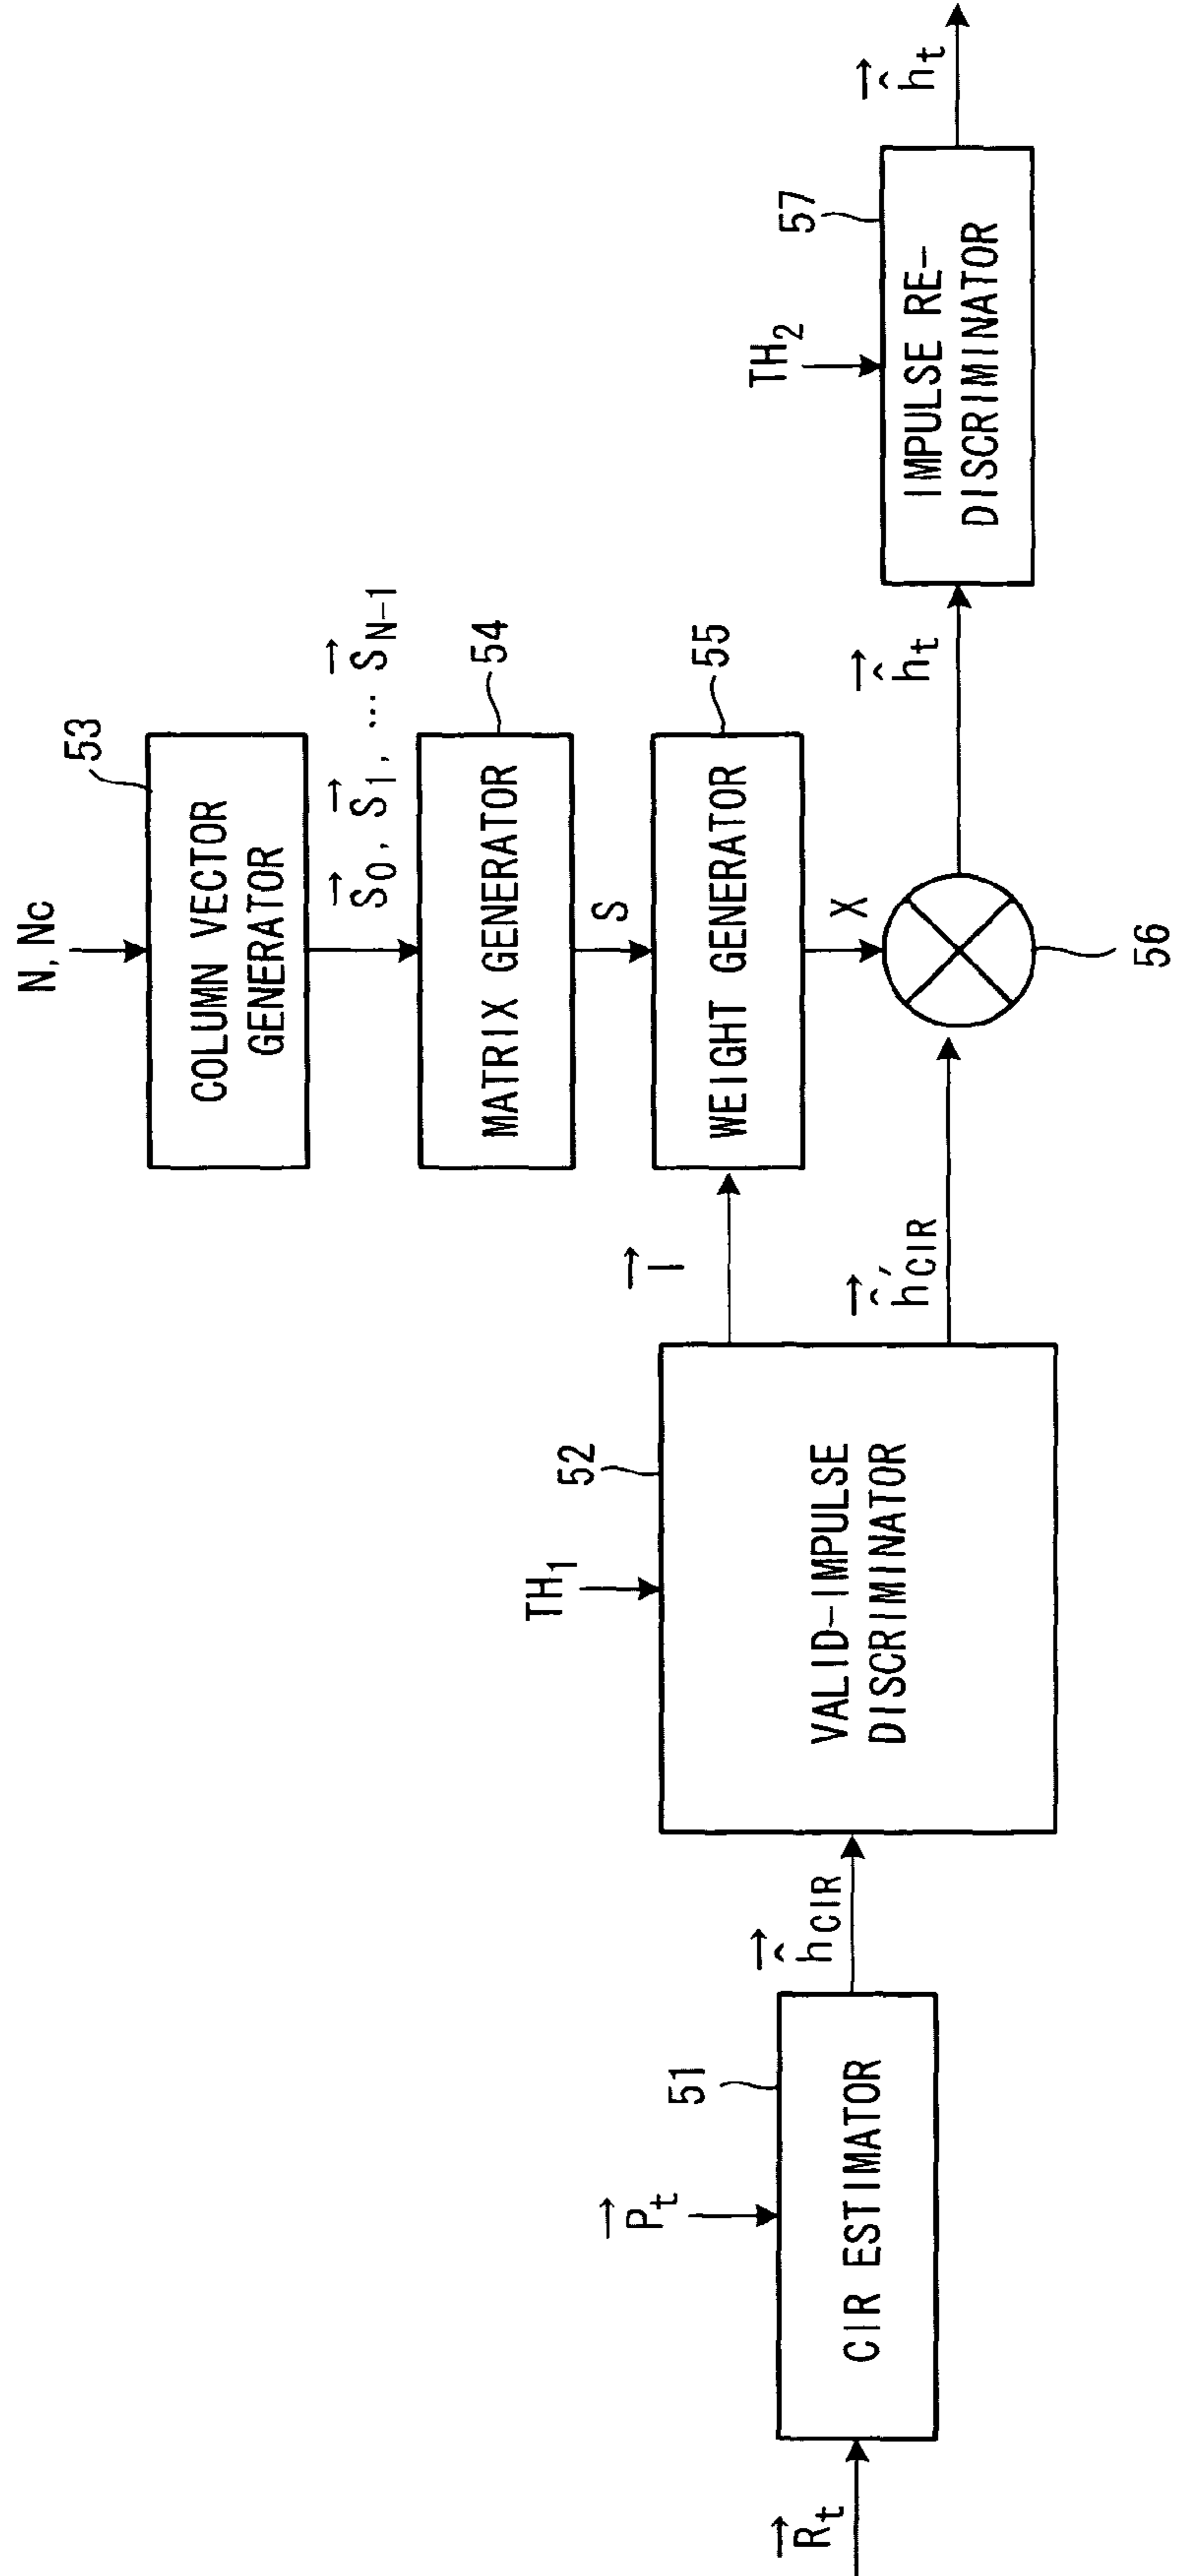 N, Nc
53
COLUMN VECTOR
GENERATOR
S⃗0, S⃗1, ... S⃗N-1
54
MATRIX GENERATOR
S
55
WEIGHT GENERATOR
X
56
R⃗t
P⃗t
51
CIR ESTIMATOR
ĥ⃗CIR
TH1
52
VALID-IMPULSE
DISCRIMINATOR
ĥ⃗'CIR
ĥ⃗t
TH2
57
IMPULSE RE-
DISCRIMINATOR
ĥ⃗t